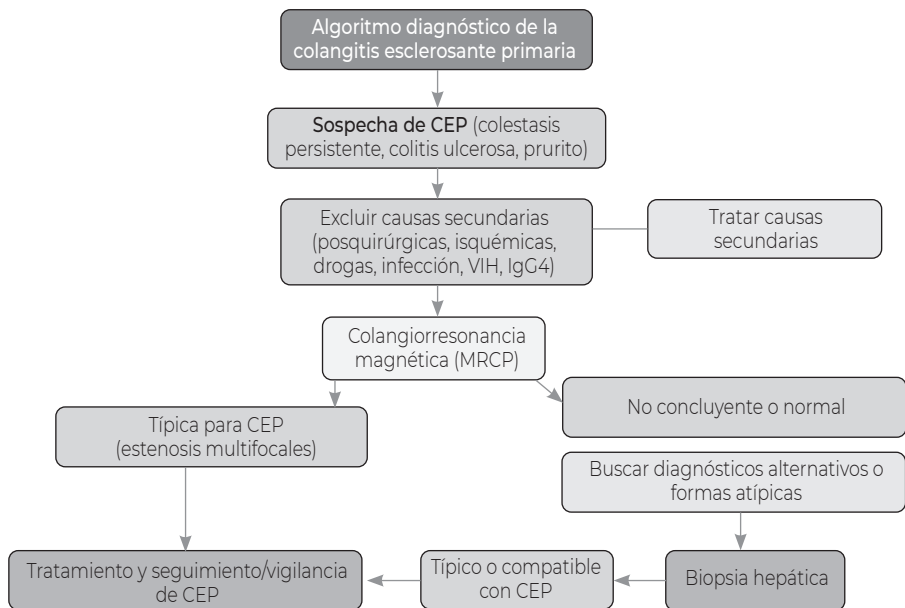 Algoritmo diagnóstico de la
colangitis esclerosante primaria
Sospecha de CEP (colestasis
persistente, colitis ulcerosa, prurito)
Excluir causas secundarias
(posquirúrgicas, isquémicas,
drogas, infección, VIH, IgG4)
Tratar causas
secundarias
Colangiorresonancia
magnética (MRCP)
Típica para CEP
(estenosis multifocales)
No concluyente o normal
Buscar diagnósticos alternativos o
formas atípicas
Tratamiento y seguimiento/vigilancia
de CEP
Típico o compatible
con CEP
Biopsia hepática